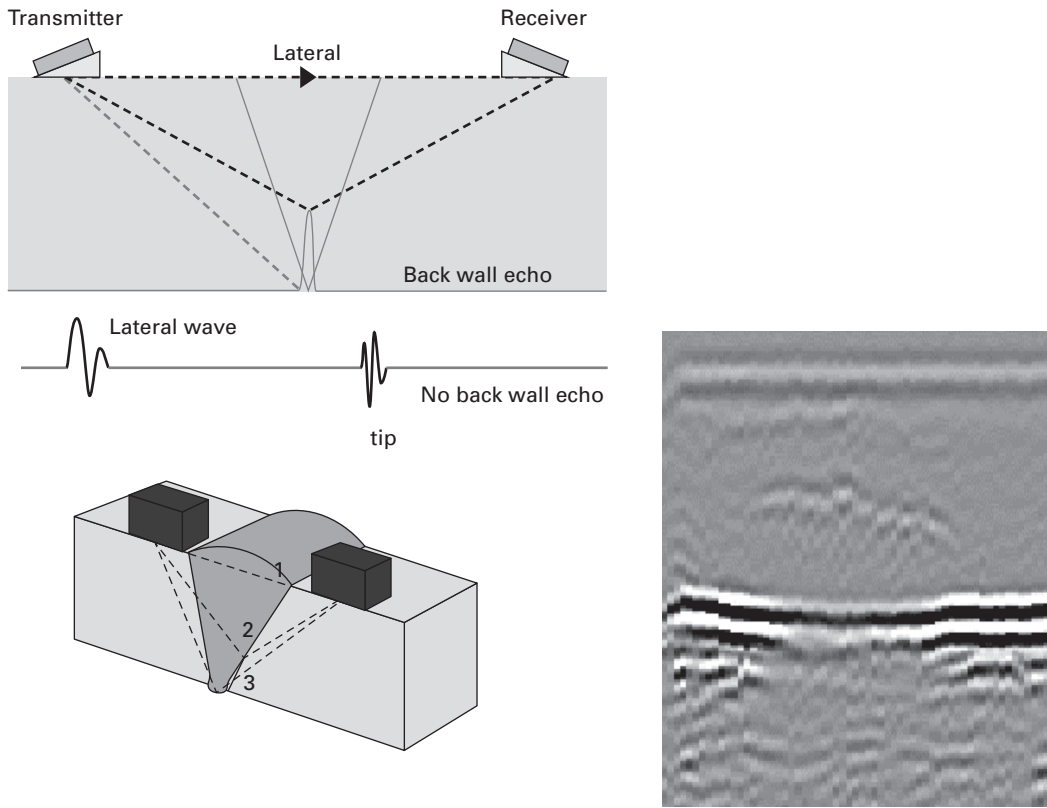 Transmitter
Receiver
Lateral
Back wall echo
Lateral wave
No back wall echo
tip
1
2
3